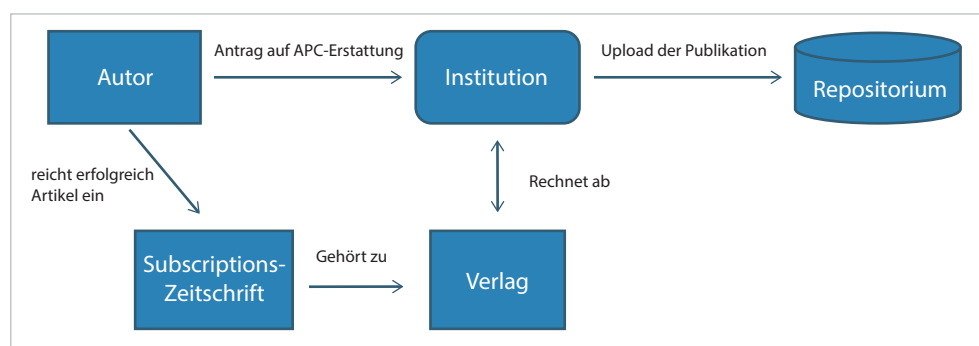 Autor
Antrag auf APC-Erstattung
Institution
Upload der Publikation
Repositorium
reicht erfolgreich
Artikel ein
Rechnet ab
Subscriptions-
Zeitschrift
Gehört zu
Verlag